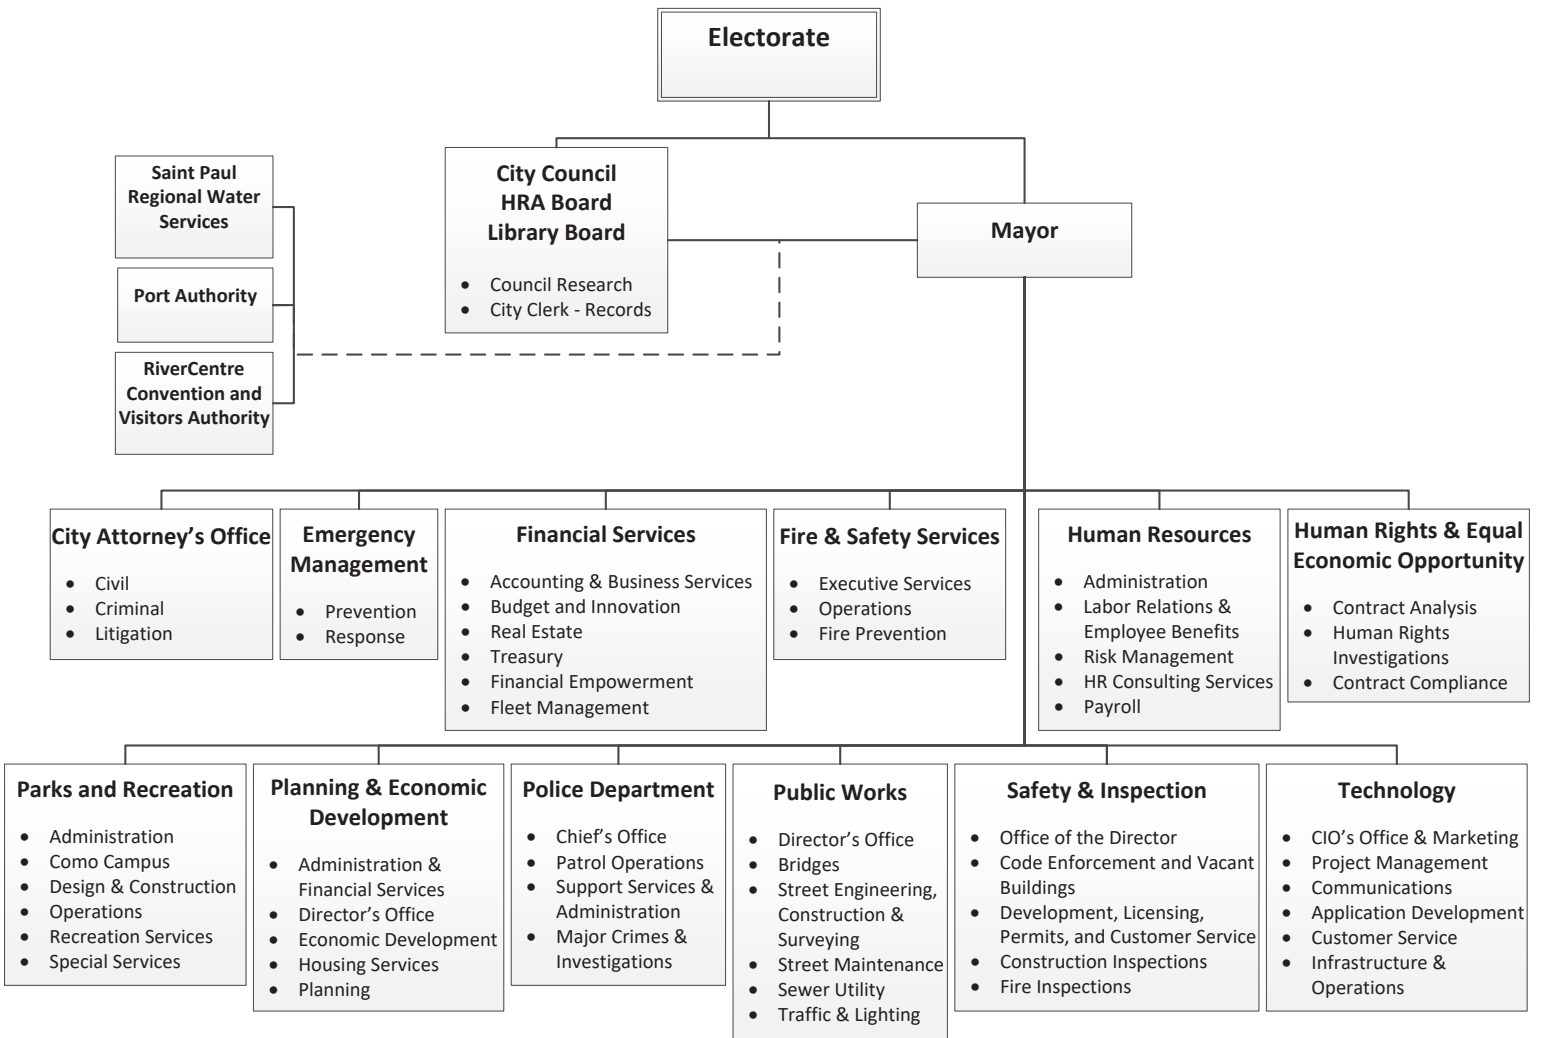 Electorate
City Council
HRA Board
Library Board
• Council Research
• City Clerk - Records
Mayor
Saint Paul
Regional Water
Services
Port Authority
RiverCentre
Convention and
Visitors Authority
City Attorney’s Office
• Civil
• Criminal
• Litigation
Emergency
Management
• Prevention
• Response
Financial Services
• Accounting & Business Services
• Budget and Innovation
• Real Estate
• Treasury
• Financial Empowerment
• Fleet Management
Fire & Safety Services
• Executive Services
• Operations
• Fire Prevention
Human Resources
• Administration
• Labor Relations &
Employee Benefits
• Risk Management
• HR Consulting Services
• Payroll
Human Rights & Equal
Economic Opportunity
• Contract Analysis
• Human Rights
Investigations
• Contract Compliance
Parks and Recreation
• Administration
• Como Campus
• Design & Construction
• Operations
• Recreation Services
• Special Services
Planning & Economic
Development
• Administration &
Financial Services
• Director’s Office
• Economic Development
• Housing Services
• Planning
Police Department
• Chief’s Office
• Patrol Operations
• Support Services &
Administration
• Major Crimes &
Investigations
Public Works
• Director’s Office
• Bridges
• Street Engineering,
Construction &
Surveying
• Street Maintenance
• Sewer Utility
• Traffic & Lighting
Safety & Inspection
• Office of the Director
• Code Enforcement and Vacant
Buildings
• Development, Licensing,
Permits, and Customer Service
• Construction Inspections
• Fire Inspections
Technology
• CIO’s Office & Marketing
• Project Management
• Communications
• Application Development
• Customer Service
• Infrastructure &
Operations